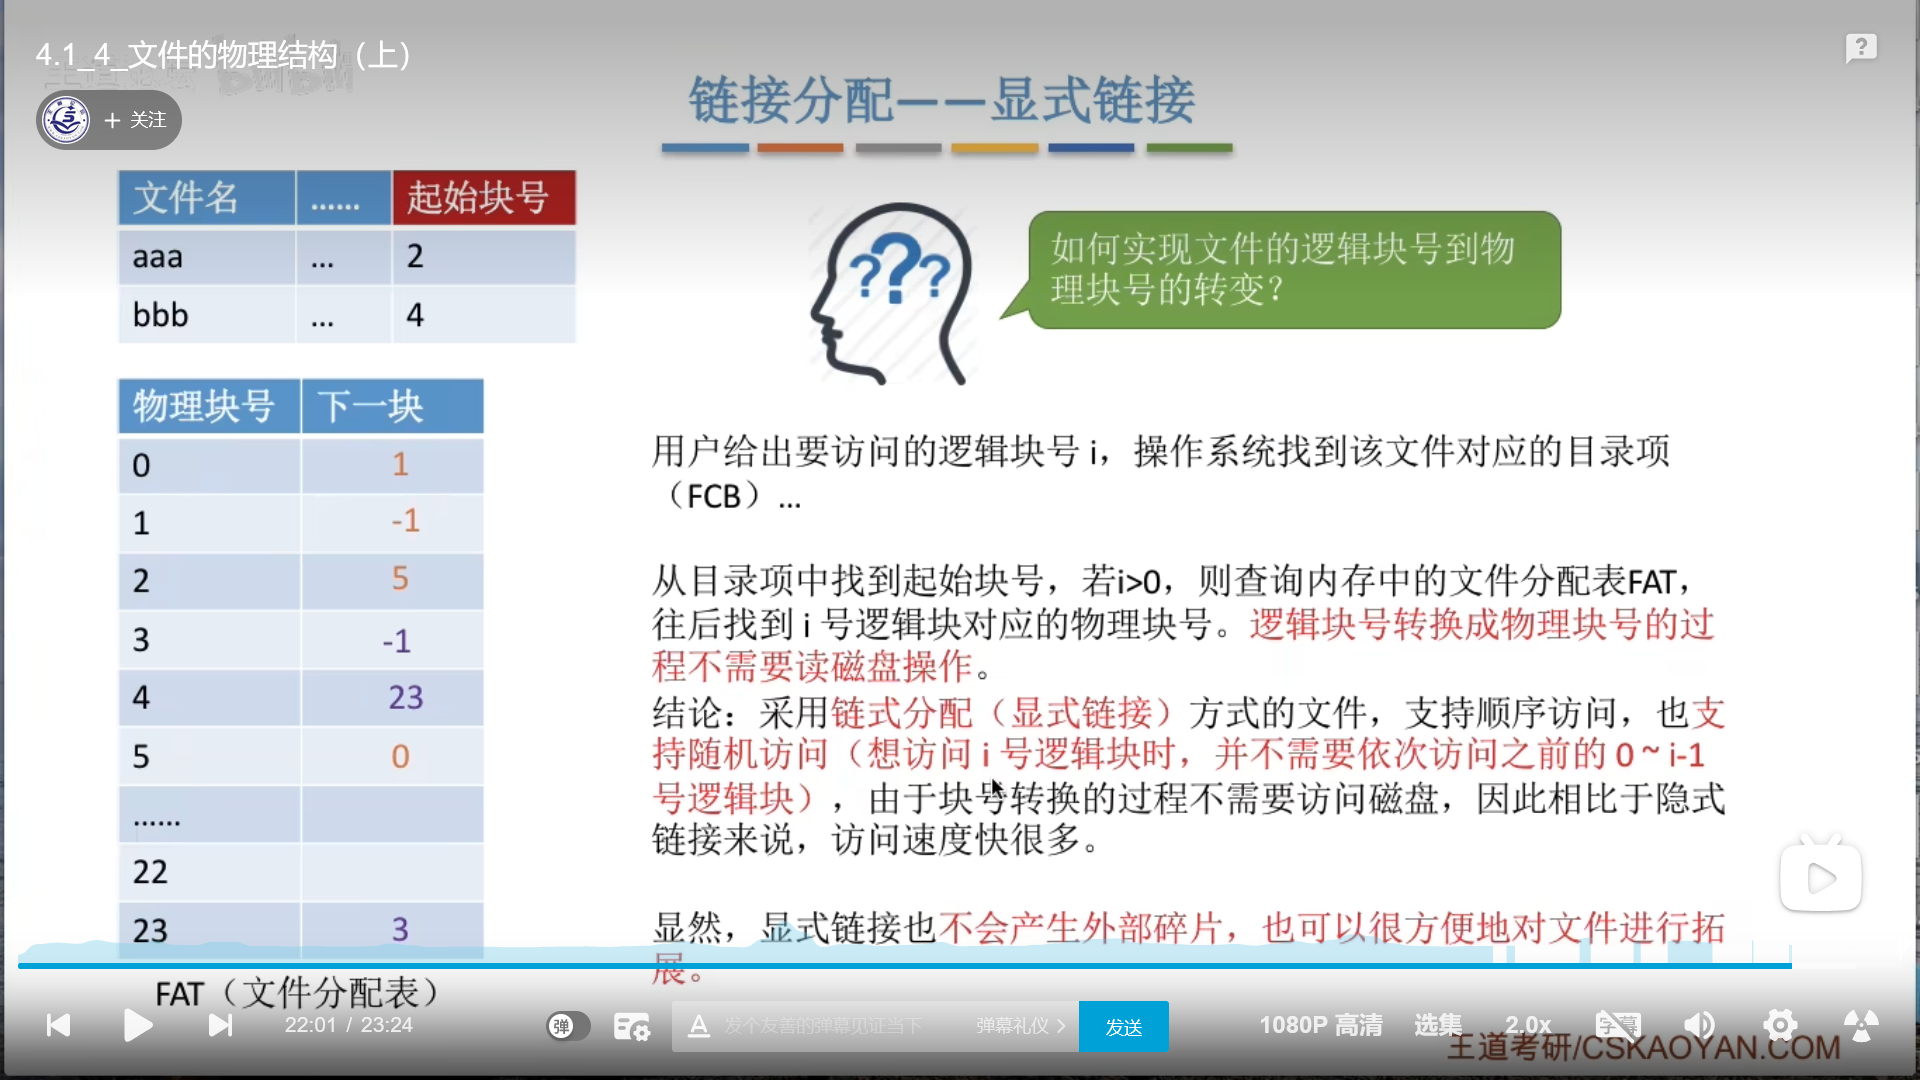 4.1_4_文件的物理结构（上）
+ 关注
链接分配——显式链接
文件名 …… 起始块号
aaa ... 2
bbb ... 4
如何实现文件的逻辑块号到物
理块号的转变？
物理块号 下一块
0 1
1 -1
2 5
3 -1
4 23
5 0
……
22
23 3
FAT（文件分配表）
用户给出要访问的逻辑块号 i，操作系统找到该文件对应的目录项
（FCB）...
从目录项中找到起始块号，若i>0，则查询内存中的文件分配表FAT，
往后找到 i 号逻辑块对应的物理块号。逻辑块号转换成物理块号的过
程不需要读磁盘操作。
结论：采用链式分配（显式链接）方式的文件，支持顺序访问，也支
持随机访问（想访问 i 号逻辑块时，并不需要依次访问之前的 0 ~ i-1
号逻辑块），由于块号转换的过程不需要访问磁盘，因此相比于隐式
链接来说，访问速度快很多。
显然，显式链接也不会产生外部碎片，也可以很方便地对文件进行拓
展。
22:01 / 23:24
弹
A 发个友善的弹幕见证当下 弹幕礼仪 >
发送
1080P 高清
选集
2.0x
字幕
王道考研/CSKAOYAN.COM